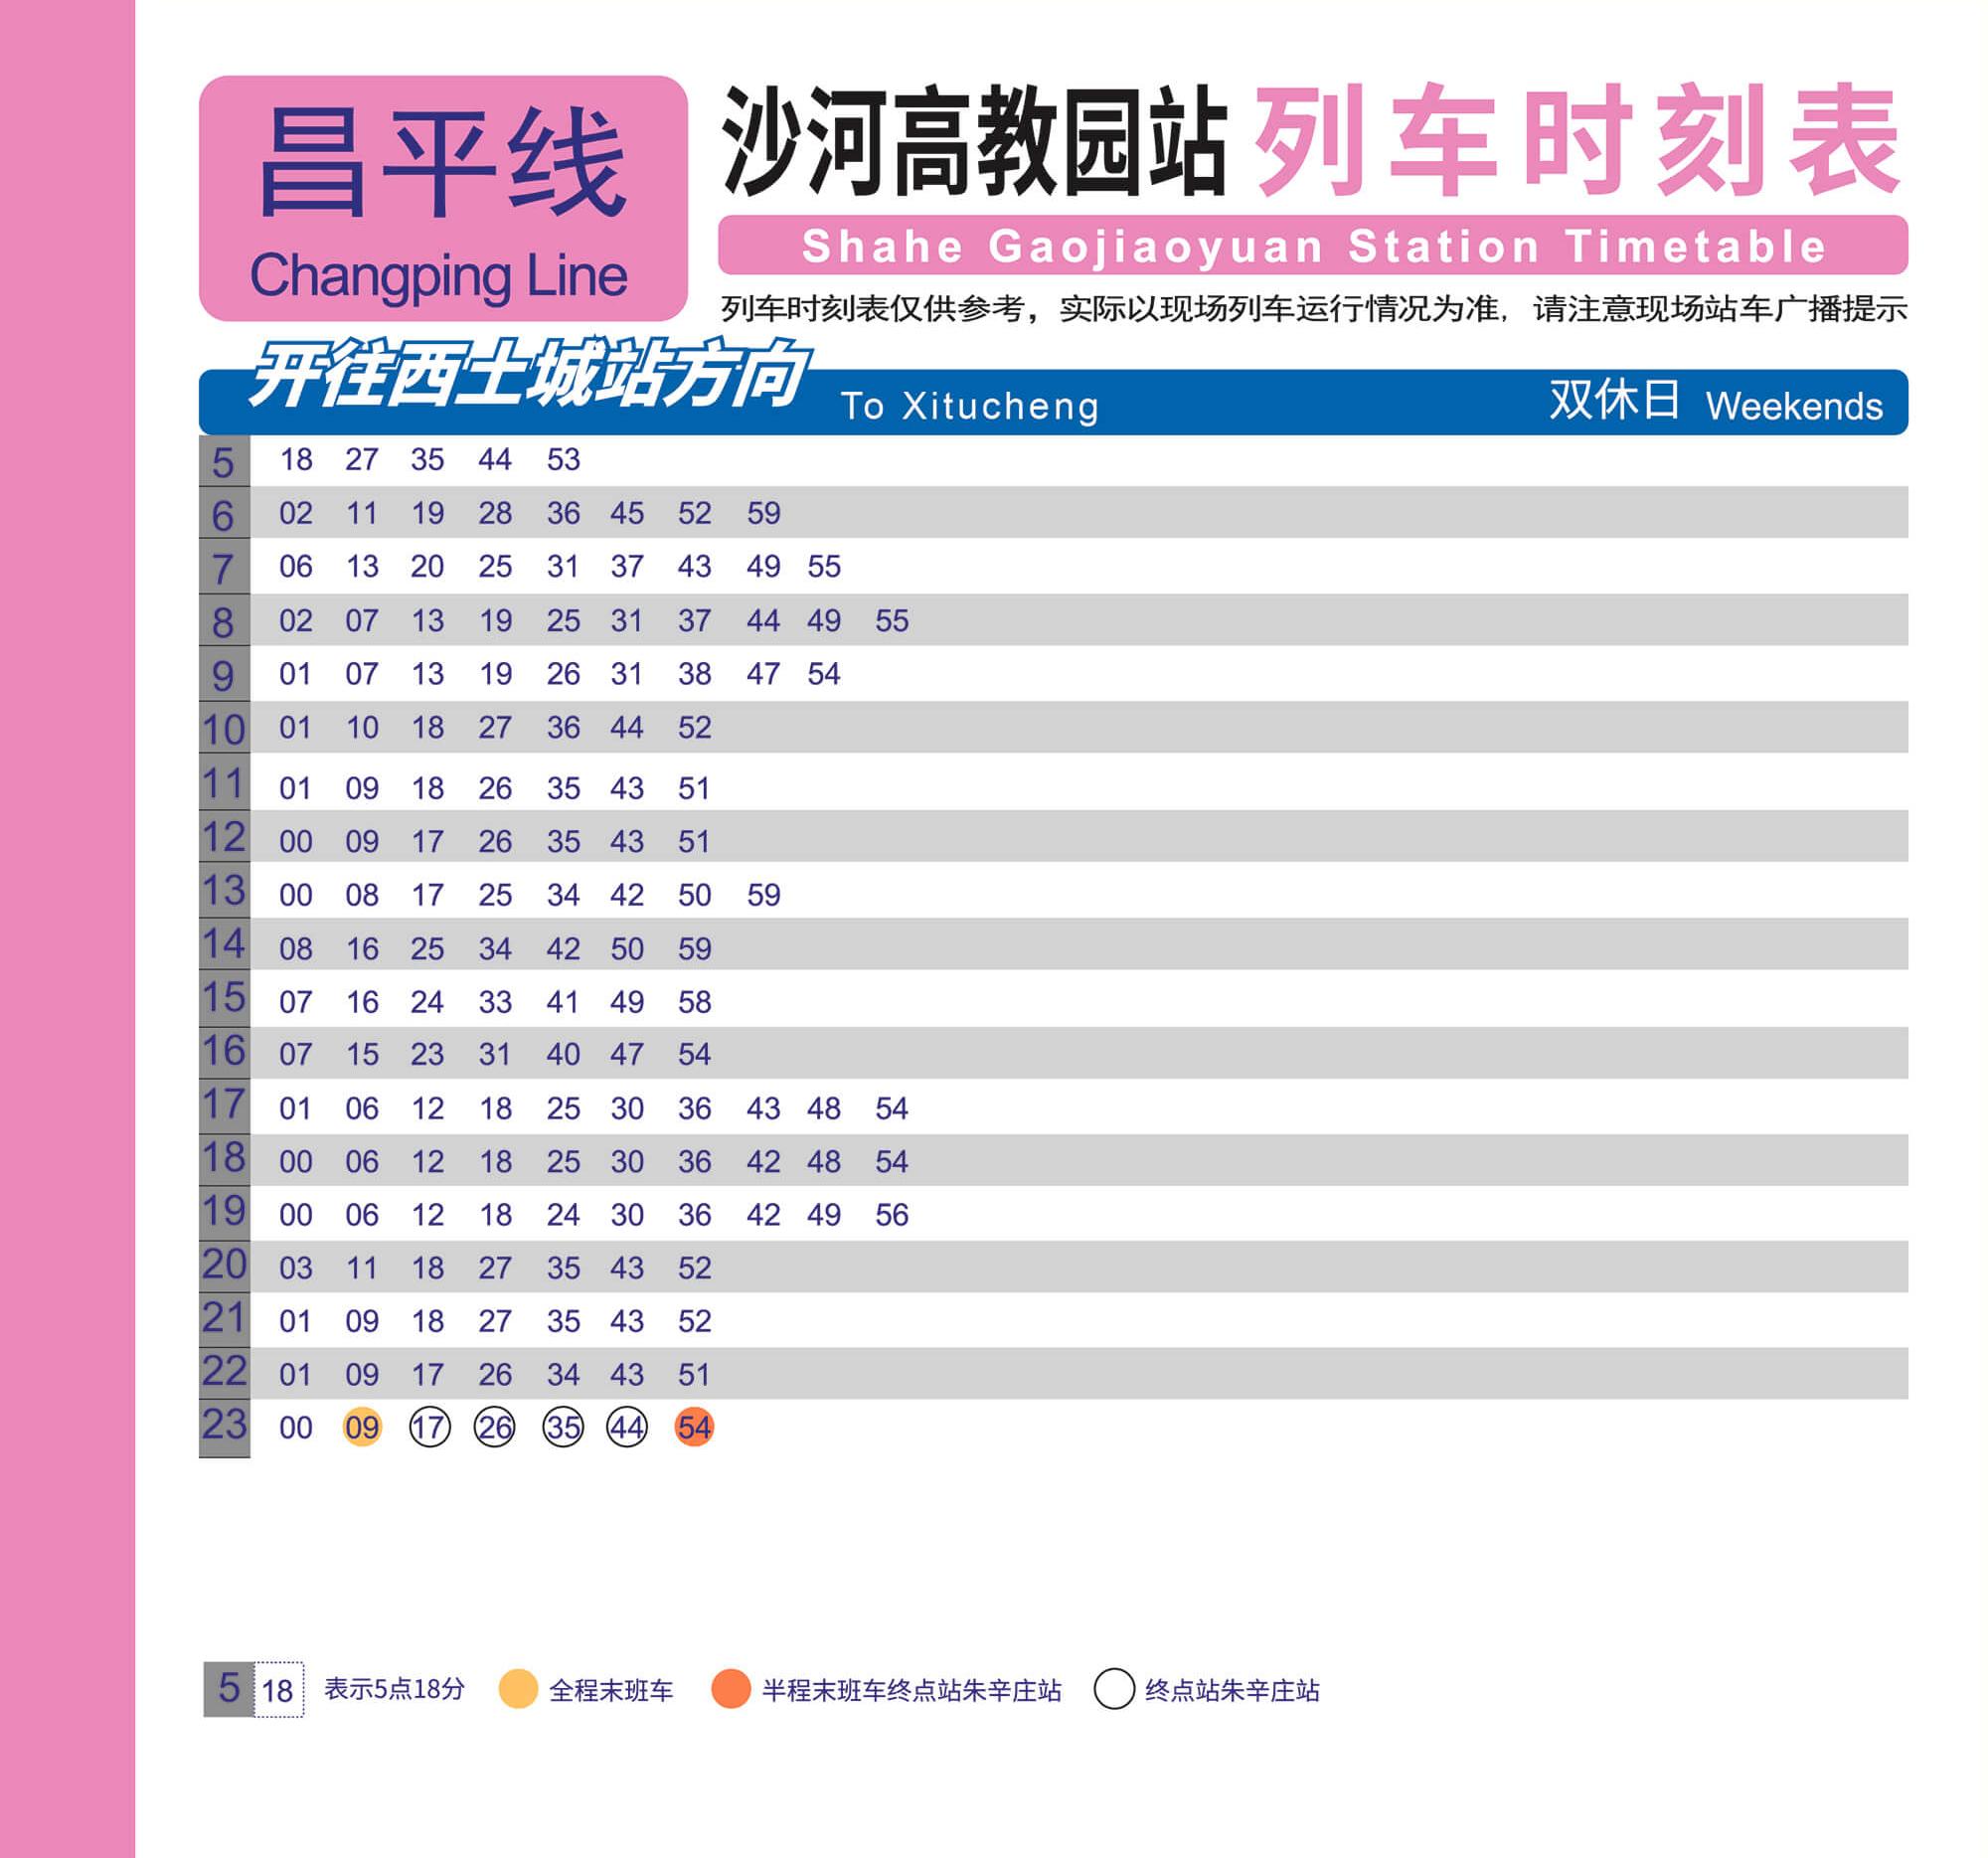 昌平线
Changping Line
沙河高教园站 列车时刻表
Shahe Gaojiaoyuan Station Timetable
列车时刻表仅供参考，实际以现场列车运行情况为准，请注意现场站车广播提示
开往西土城站方向 To Xitucheng 双休日 Weekends
5 18 27 35 44 53
6 02 11 19 28 36 45 52 59
7 06 13 20 25 31 37 43 49 55
8 02 07 13 19 25 31 37 44 49 55
9 01 07 13 19 26 31 38 47 54
10 01 10 18 27 36 44 52
11 01 09 18 26 35 43 51
12 00 09 17 26 35 43 51
13 00 08 17 25 34 42 50 59
14 08 16 25 34 42 50 59
15 07 16 24 33 41 49 58
16 07 15 23 31 40 47 54
17 01 06 12 18 25 30 36 43 48 54
18 00 06 12 18 25 30 36 42 48 54
19 00 06 12 18 24 30 36 42 49 56
20 03 11 18 27 35 43 52
21 01 09 18 27 35 43 52
22 01 09 17 26 34 43 51
23 00 09 17 26 35 44 54
5 18 表示5点18分 全程末班车 半程末班车终点站朱辛庄站 终点站朱辛庄站